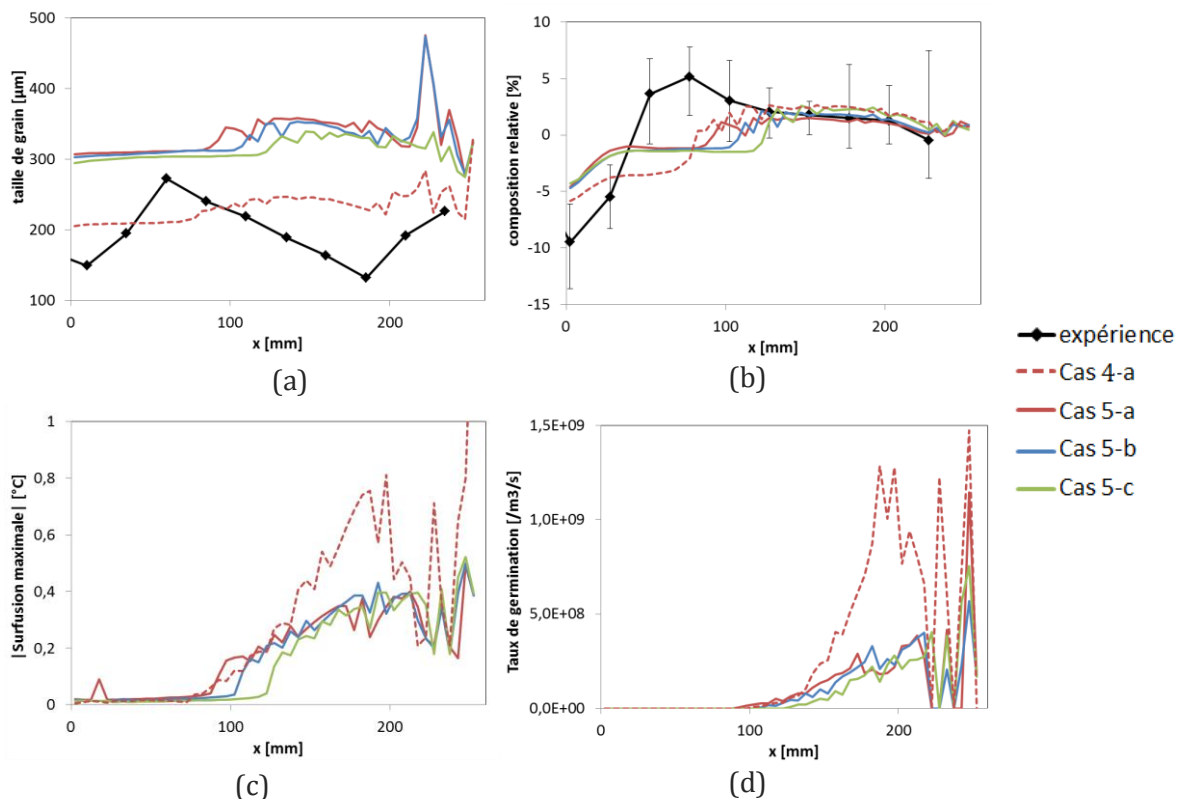 500
400
300
200
100
0 100 200
taille de grain [µm]
x [mm]
(a)
10
5
0
-5
-10
-15
0 100 200
composition relative [%]
x [mm]
(b)
1
0,8
0,6
0,4
0,2
0
0 100 200
|Surfusion maximale| [°C]
x [mm]
(c)
1,5E+09
1,0E+09
5,0E+08
0,0E+00
0 100 200
Taux de germination [/m3/s]
x [mm]
(d)
expérience
Cas 4-a
Cas 5-a
Cas 5-b
Cas 5-c